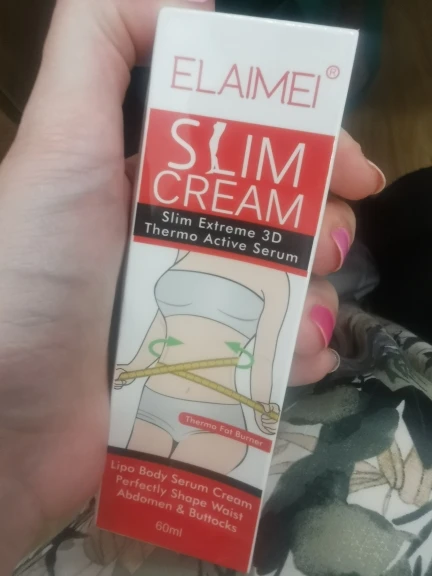 ELAIMEI®
SLIM
CREAM
Slim Extreme 3D
Thermo Active Serum
Thermo Fat Burner
Lipo Body Serum Cream
Perfectly Shape Waist
Abdomen & Buttocks
60ml